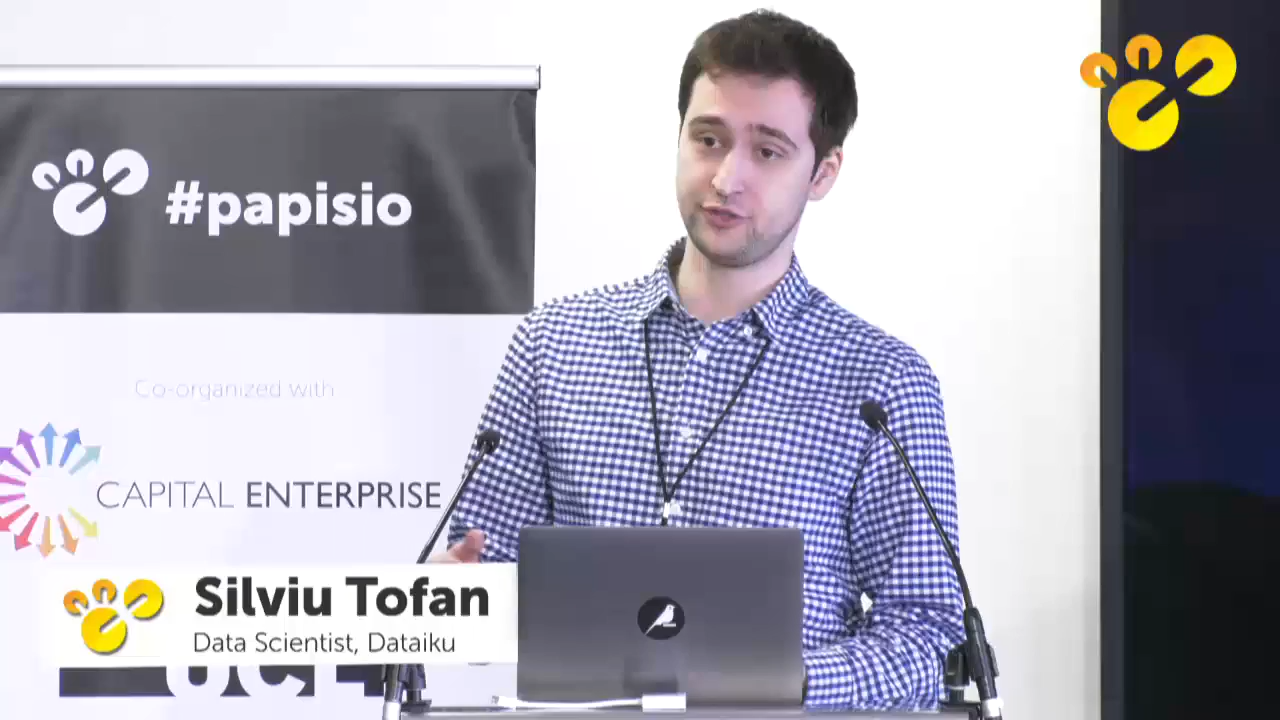 #papisio
Co-organized with
CAPITAL ENTERPRISE
Silviu Tofan
Data Scientist, Dataiku